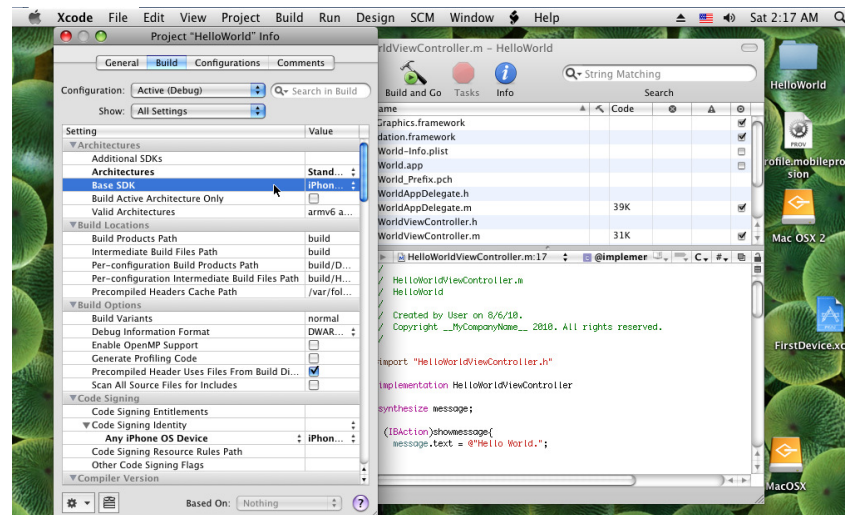 Xcode File Edit View Project Build Run Design SCM Window Help Sat 2:17 AM
Project "HelloWorld" Info
General Build Configurations Comments
Configuration: Active (Debug) Search in Build
Show: All Settings
Setting Value
Architectures
Additional SDKs
Architectures Stand...
Base SDK iPhon...
Build Active Architecture Only
Valid Architectures armv6 a...
Build Locations
Build Products Path build
Intermediate Build Files Path build
Per-configuration Build Products Path build/D...
Per-configuration Intermediate Build Files Path build/H...
Precompiled Headers Cache Path /var/fol...
Build Options
Build Variants normal
Debug Information Format DWAR...
Enable OpenMP Support
Generate Profiling Code
Precompiled Header Uses Files From Build Di...
Scan All Source Files for Includes
Code Signing
Code Signing Entitlements
Code Signing Identity
Any iPhone OS Device iPhon...
Code Signing Resource Rules Path
Other Code Signing Flags
Compiler Version
Based On: Nothing ?
rldViewController.m – HelloWorld
String Matching
Build and Go Tasks Info Search
ame Code
Graphics.framework
dation.framework
World-Info.plist
World.app
World_Prefix.pch
WorldAppDelegate.h
WorldAppDelegate.m 39K
WorldViewController.h
WorldViewController.m 31K
HelloWorldViewController.m:17 C @implemer C #
/
/ HelloWorldViewController.m
/ HelloWorld
/
/ Created by User on 8/6/10.
/ Copyright __MyCompanyName__ 2010. All rights reserved.
/
import "HelloWorldViewController.h"
implementation HelloWorldViewController
synthesize message;
(IBAction)showmessage{
message.text = @"Hello World.";
HelloWorld
PROV
rofile.mobilepro
sion
Mac OSX 2
FirstDevice.xc
MacOSX